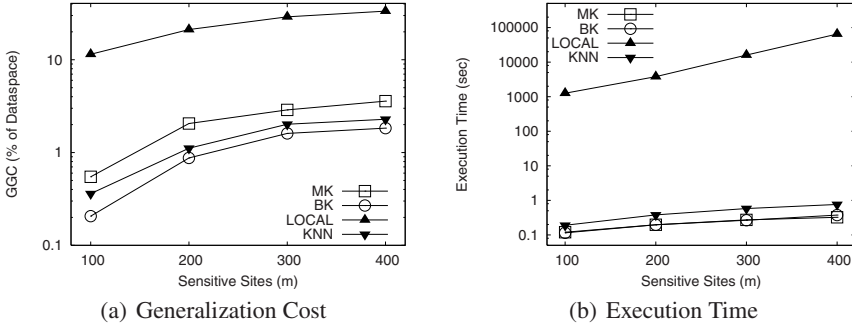 GGC (% of Dataspace)
10
1
0.1
100
200
300
400
Sensitive Sites (m)
MK
BK
LOCAL
KNN
(a) Generalization Cost
Execution Time (sec)
100000
10000
1000
100
10
1
0.1
100
200
300
400
Sensitive Sites (m)
MK
BK
LOCAL
KNN
(b) Execution Time